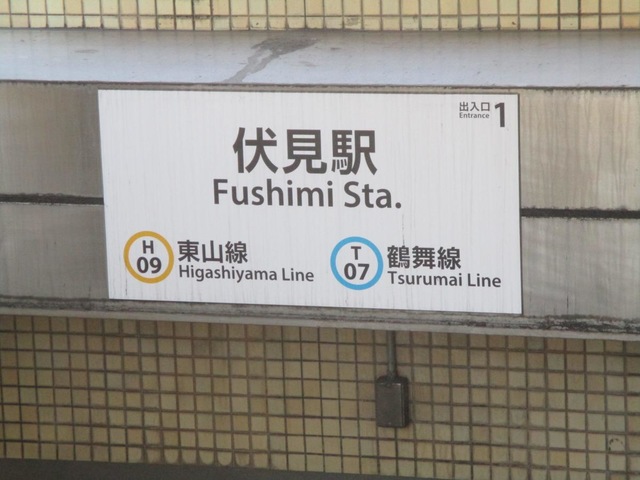 出入口 1
Entrance
伏見駅
Fushimi Sta.
H 09 東山線
Higashiyama Line
T 07 鶴舞線
Tsurumai Line